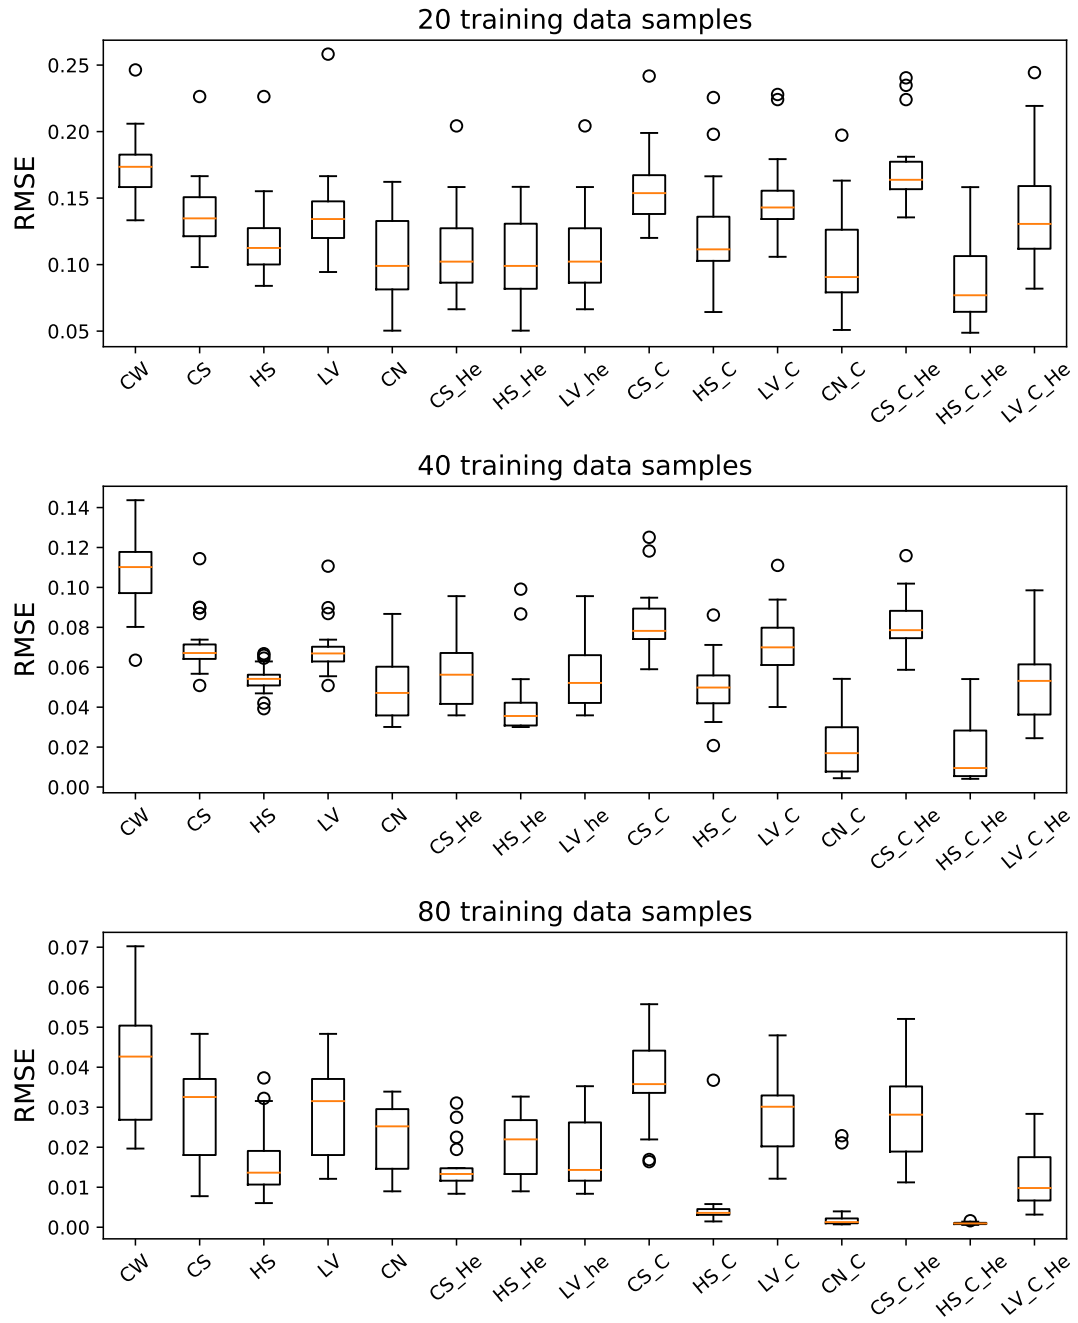 20 training data samples
RMSE
0.25
0.20
0.15
0.10
0.05
CW CS HS LV CN CS_He HS_He LV_he CS_C HS_C LV_C CN_C CS_C_He HS_C_He LV_C_He
40 training data samples
RMSE
0.14
0.12
0.10
0.08
0.06
0.04
0.02
0.00
CW CS HS LV CN CS_He HS_He LV_he CS_C HS_C LV_C CN_C CS_C_He HS_C_He LV_C_He
80 training data samples
RMSE
0.07
0.06
0.05
0.04
0.03
0.02
0.01
0.00
CW CS HS LV CN CS_He HS_He LV_he CS_C HS_C LV_C CN_C CS_C_He HS_C_He LV_C_He